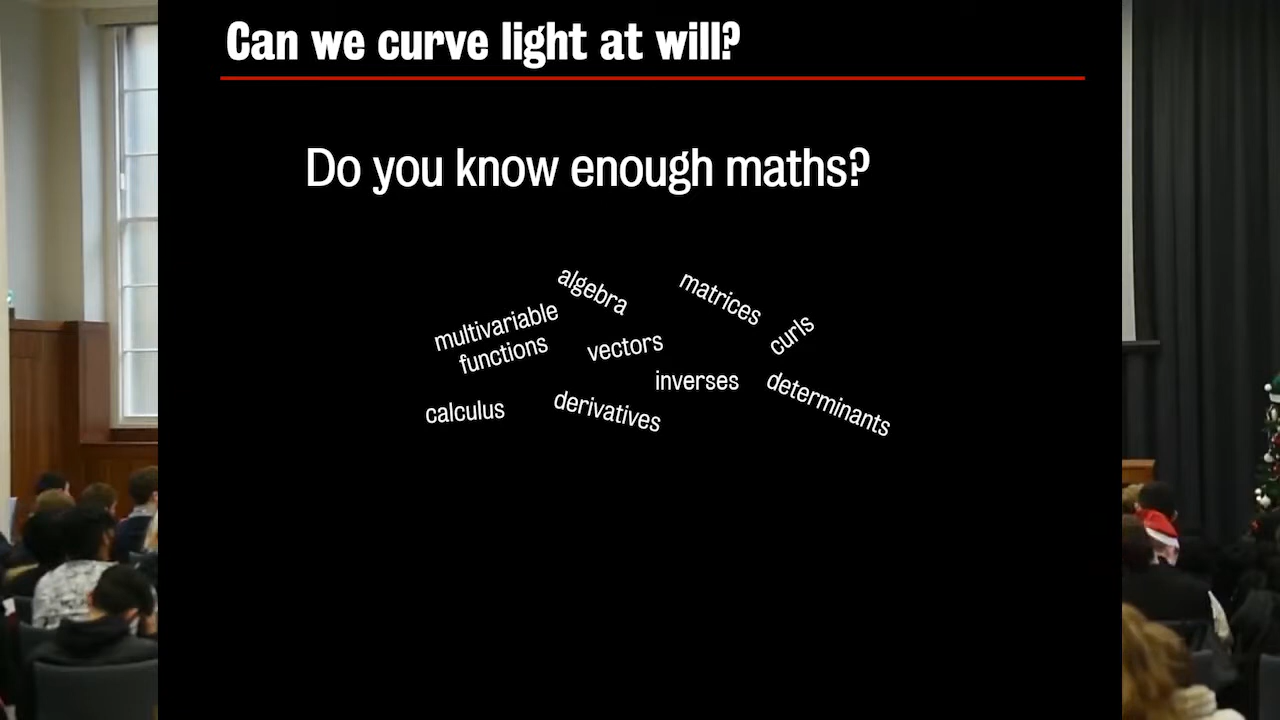 Can we curve light at will?
Do you know enough maths?
algebra
matrices
multivariable
functions
vectors
curls
inverses
determinants
calculus
derivatives